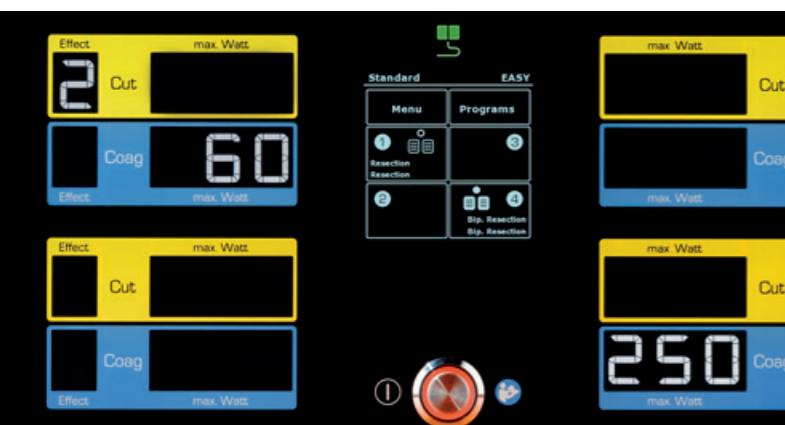 Effect max. Watt
2 Cut
Coag 60
Effect max. Watt
Effect max. Watt
Cut
Coag
Effect max. Watt
Standard EASY
Menu Programs
1 3
Resection
Resection
2 4
Bip. Resection
Bip. Resection
max. Watt
Cut
Coag
max. Watt
max. Watt
Cut
250 Coag
max. Watt